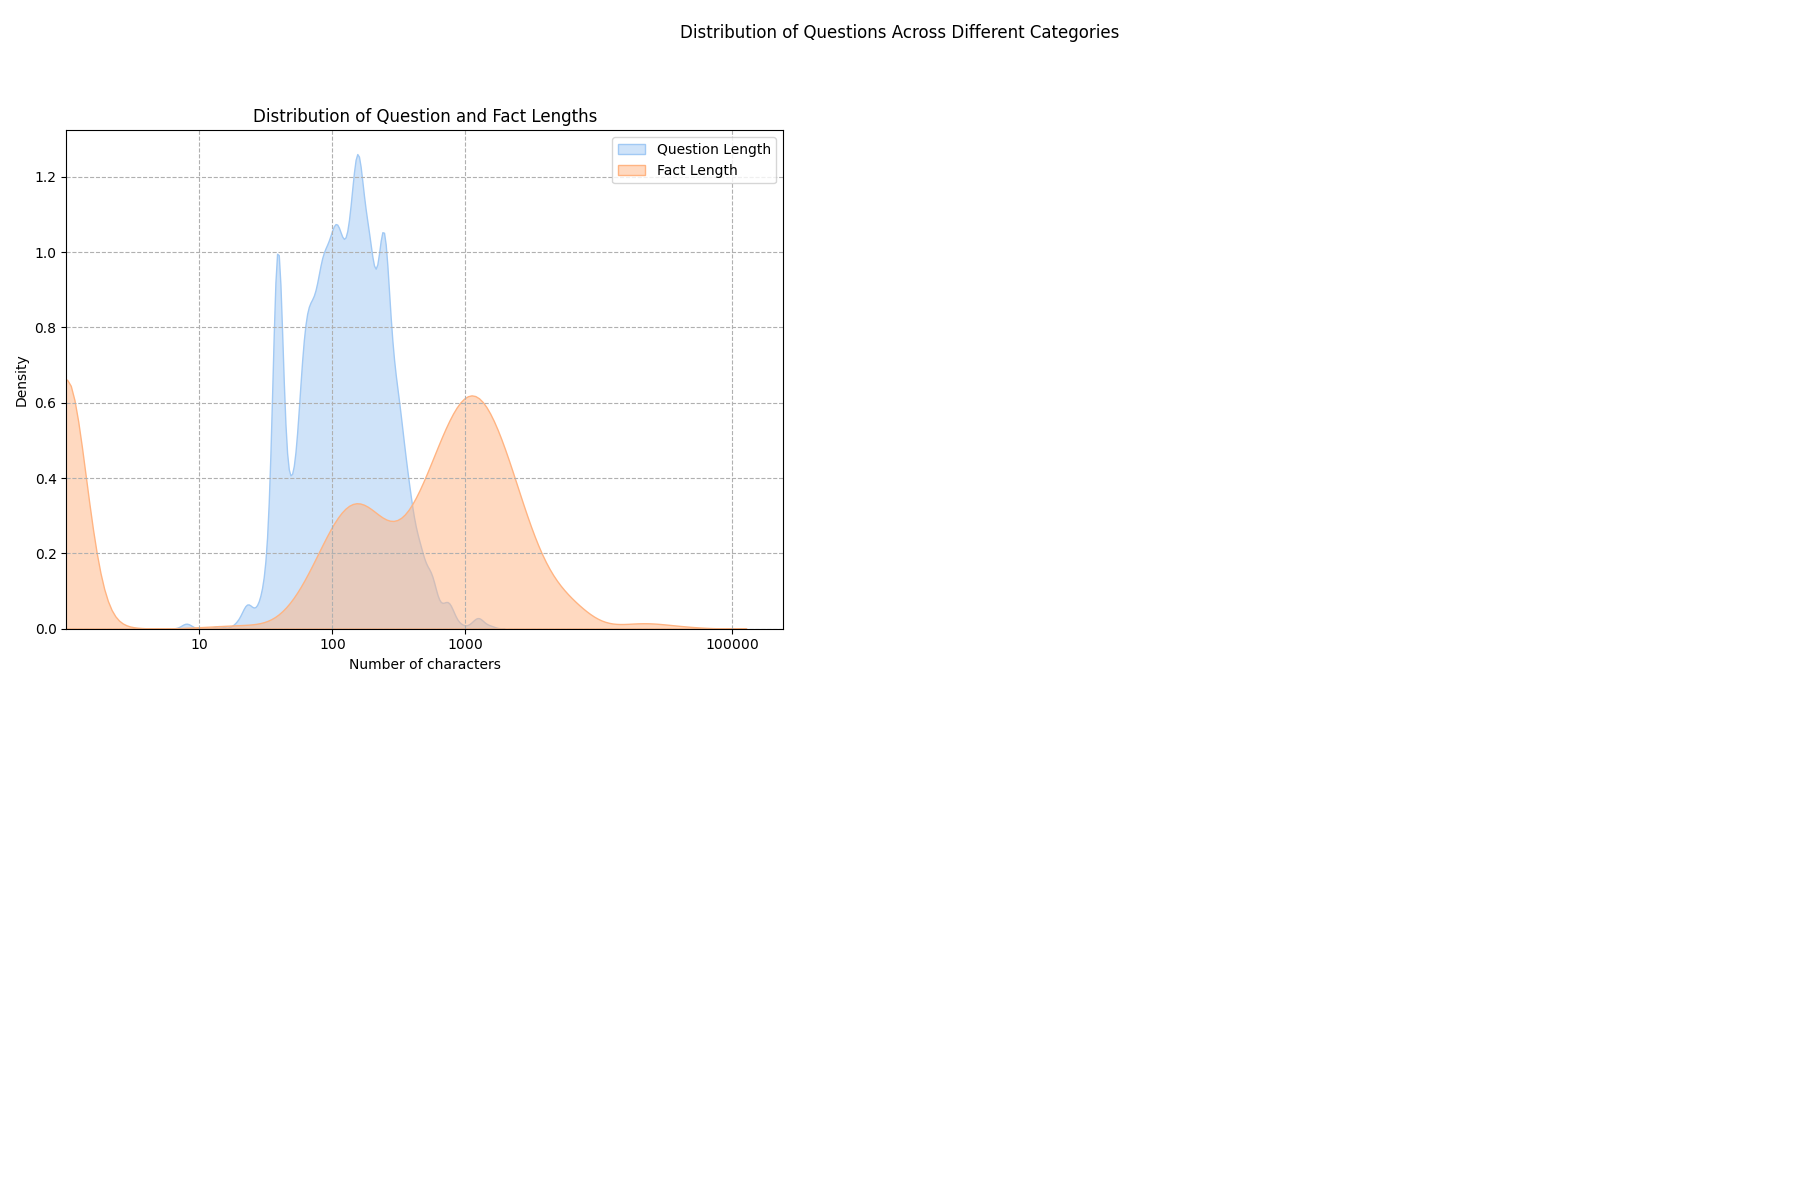 Distribution of Questions Across Different Categories
Distribution of Question and Fact Lengths
Question Length
Fact Length
1.2
1.0
0.8
0.6
0.4
0.2
0.0
Density
10 100 1000 100000
Number of characters